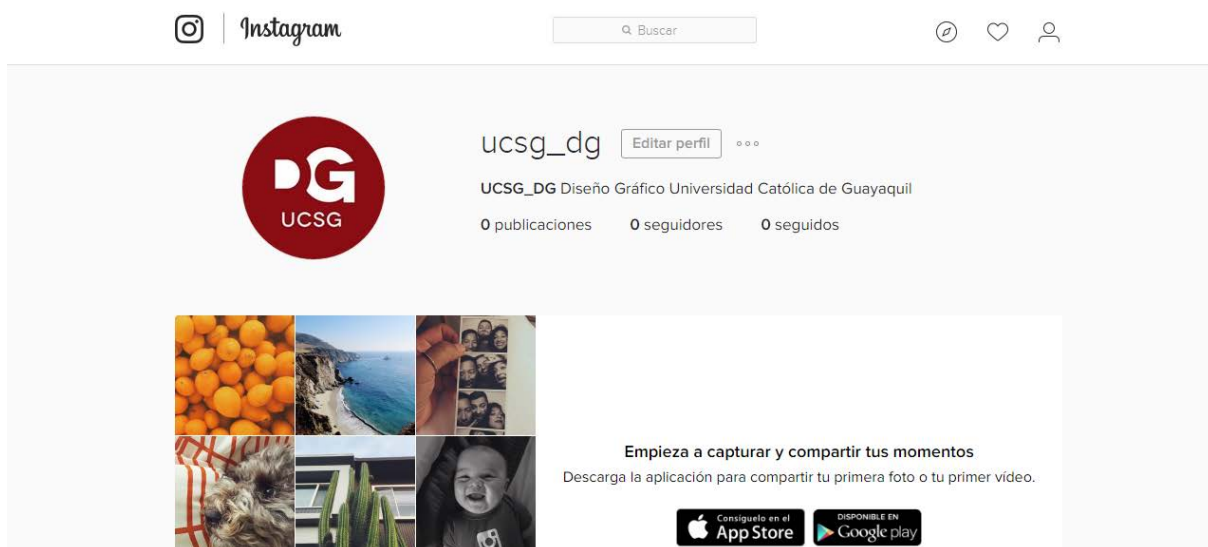 Instagram
Buscar
DG
UCSG
ucsg_dg Editar perfil
UCSG_DG Diseño Gráfico Universidad Católica de Guayaquil
0 publicaciones 0 seguidores 0 seguidos
Empieza a capturar y compartir tus momentos
Descarga la aplicación para compartir tu primera foto o tu primer vídeo.
Consíguelo en el
App Store
DISPONIBLE EN
Google play